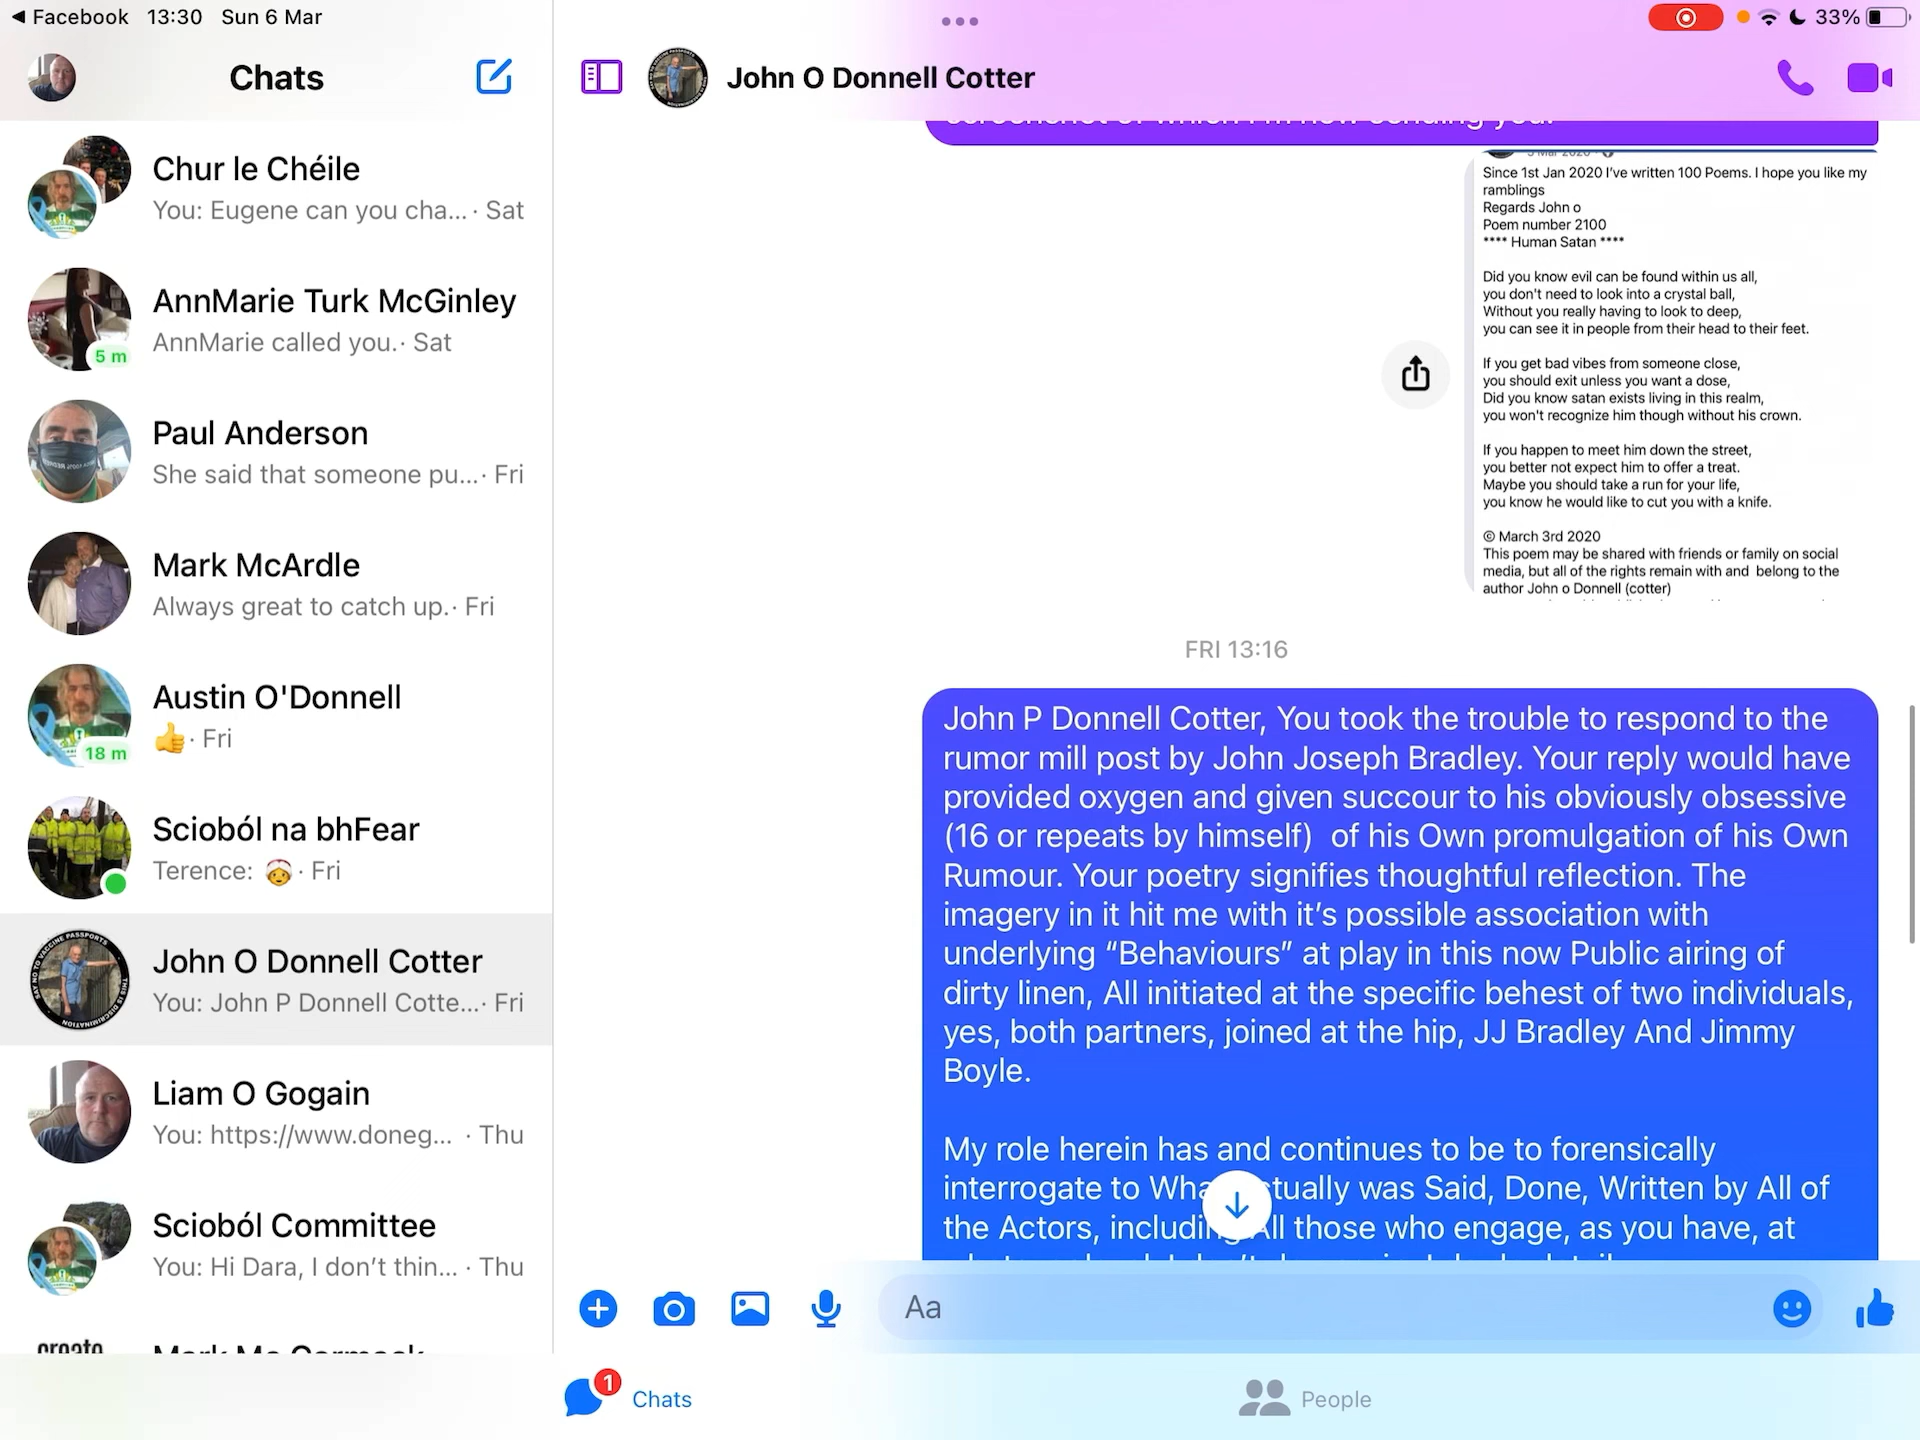 Facebook 13:30 Sun 6 Mar
33%
Chats
John O Donnell Cotter
Chur le Chéile
You: Eugene can you cha... · Sat
AnnMarie Turk McGinley
AnnMarie called you. · Sat
5 m
Paul Anderson
She said that someone pu... · Fri
Mark McArdle
Always great to catch up. · Fri
Austin O'Donnell
👍 · Fri
18 m
Scioból na bhFear
Terence: 🤶 · Fri
John O Donnell Cotter
You: John P Donnell Cotte... · Fri
SAY NO TO VACCINE PASSPORTS
THIS IS DISCRIMINATION
Liam O Gogain
You: https://www.doneg... · Thu
Scioból Committee
You: Hi Dara, I don't thin... · Thu
create
Mark Mc Cormack
screenshot of which I'm now sending you.
3 Mar 2020
Since 1st Jan 2020 I've written 100 Poems. I hope you like my
ramblings
Regards John o
Poem number 2100
**** Human Satan ****
Did you know evil can be found within us all,
you don't need to look into a crystal ball,
Without you really having to look to deep,
you can see it in people from their head to their feet.
If you get bad vibes from someone close,
you should exit unless you want a dose,
Did you know satan exists living in this realm,
you won't recognize him though without his crown.
If you happen to meet him down the street,
you better not expect him to offer a treat.
Maybe you should take a run for your life,
you know he would like to cut you with a knife.
© March 3rd 2020
This poem may be shared with friends or family on social
media, but all of the rights remain with and belong to the
author John o Donnell (cotter)
FRI 13:16
John P Donnell Cotter, You took the trouble to respond to the
rumor mill post by John Joseph Bradley. Your reply would have
provided oxygen and given succour to his obviously obsessive
(16 or repeats by himself) of his Own promulgation of his Own
Rumour. Your poetry signifies thoughtful reflection. The
imagery in it hit me with it's possible association with
underlying “Behaviours” at play in this now Public airing of
dirty linen, All initiated at the specific behest of two individuals,
yes, both partners, joined at the hip, JJ Bradley And Jimmy
Boyle.
My role herein has and continues to be to forensically
interrogate to What actually was Said, Done, Written by All of
the Actors, including All those who engage, as you have, at
Aa
1
Chats
People